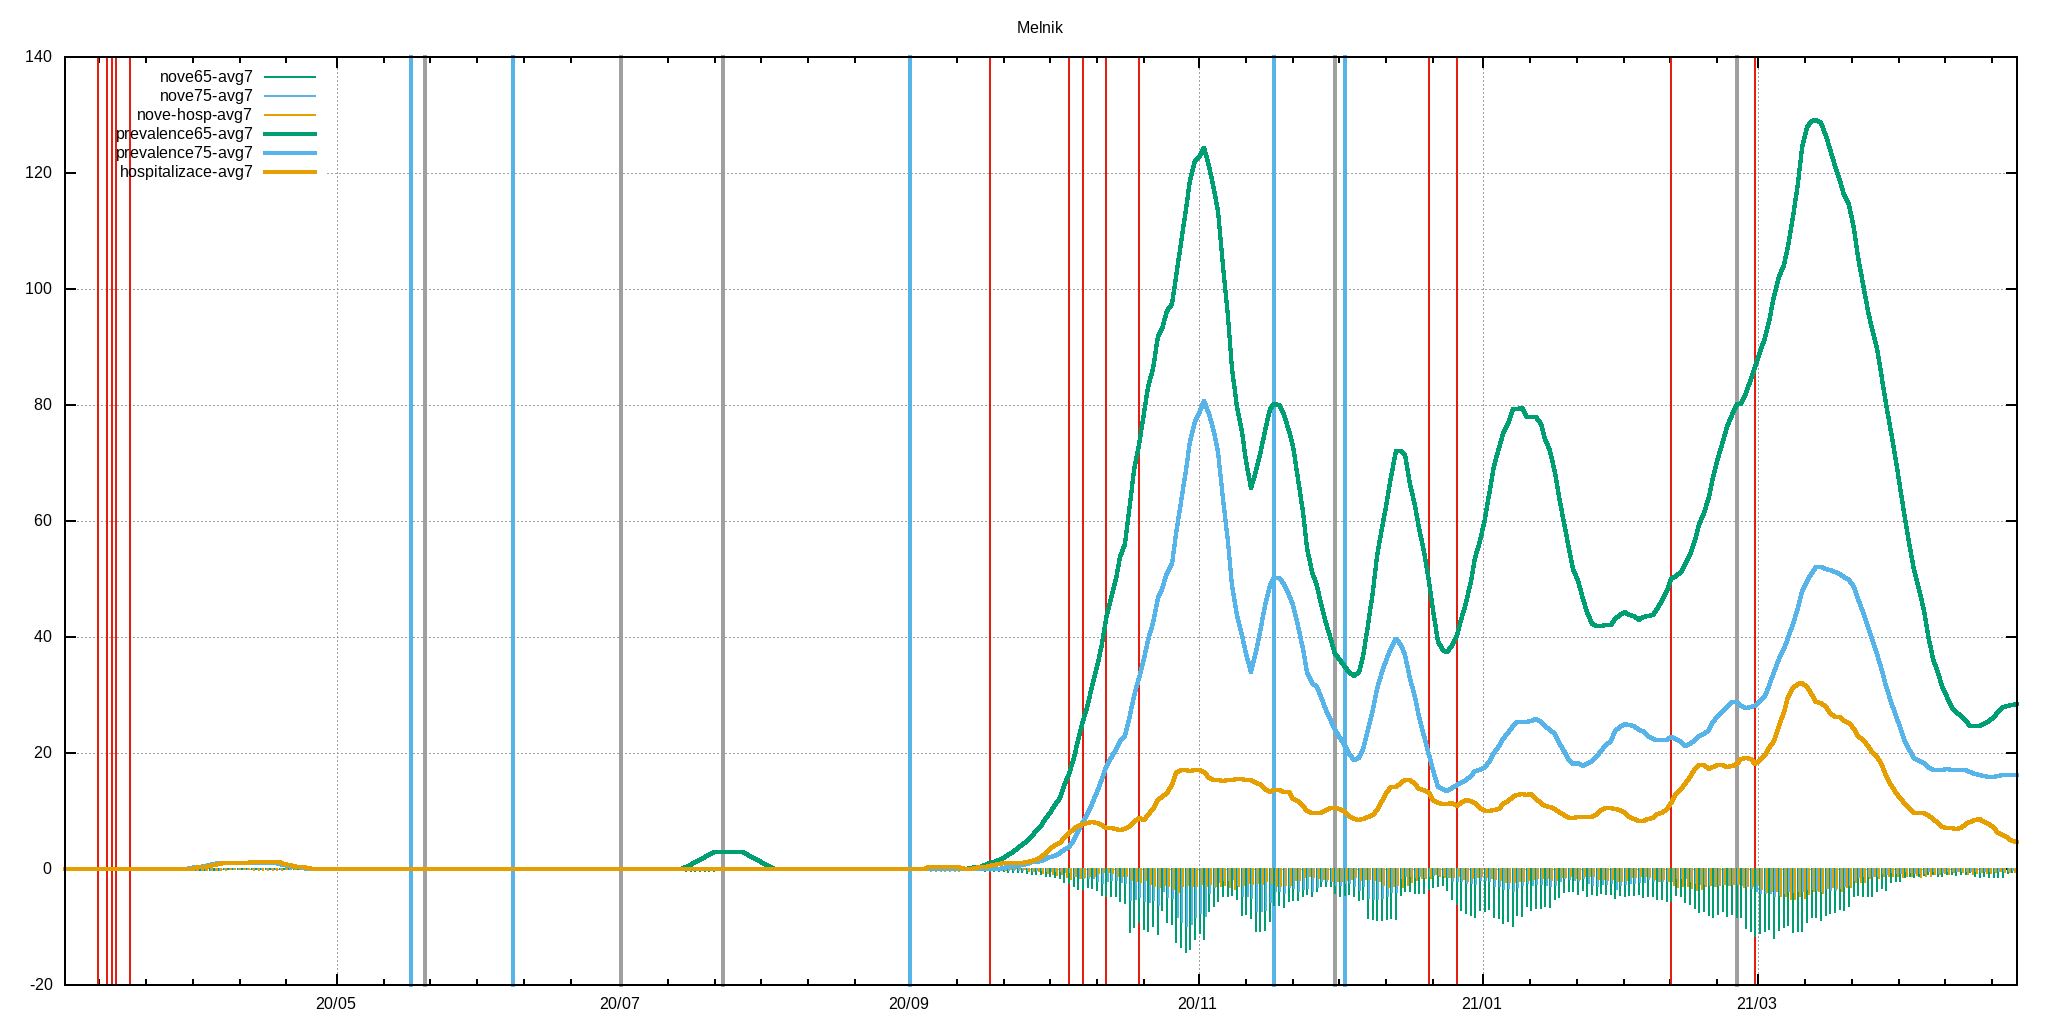 Melnik
140
nove65-avg7
nove75-avg7
nove-hosp-avg7
prevalence65-avg7
prevalence75-avg7
hospitalizace-avg7
120
100
80
60
40
20
0
-20
20/05 20/07 20/09 20/11 21/01 21/03